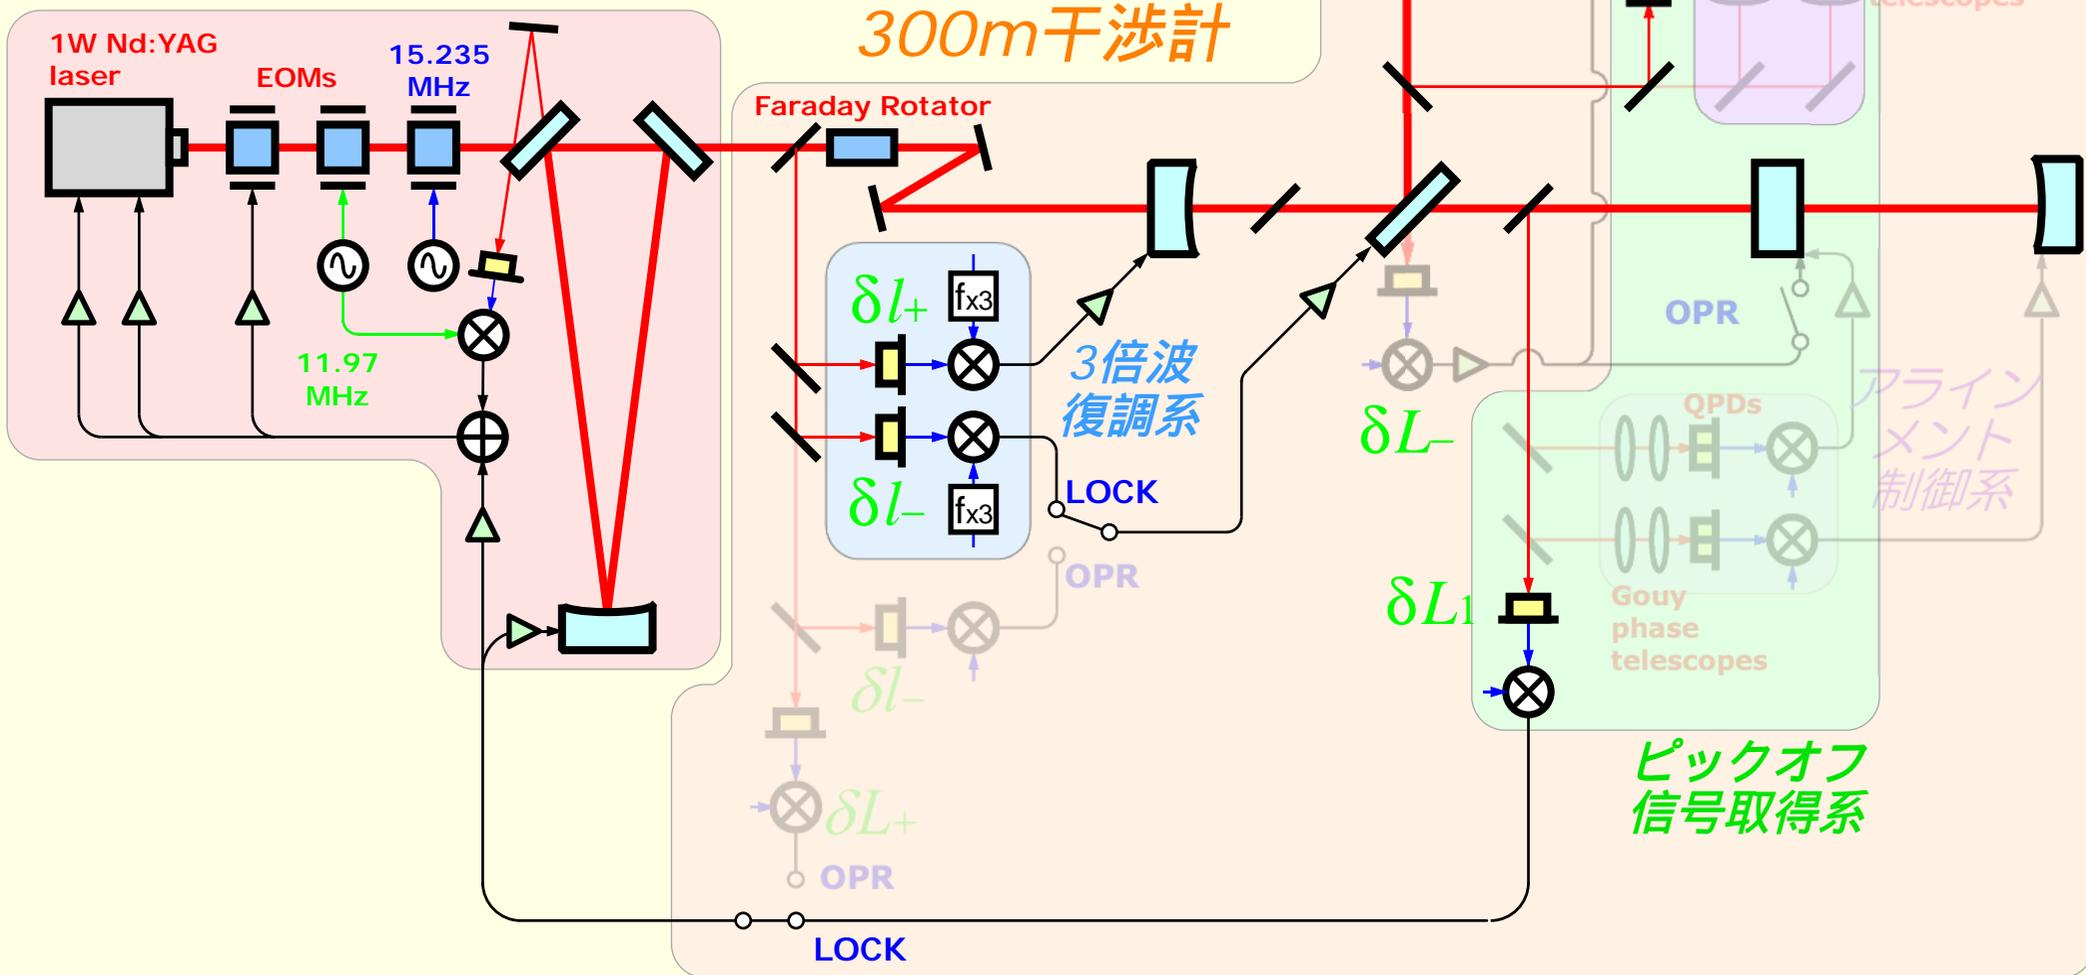 300m干渉計
telescopes
1W Nd:YAG
laser
EOMs
15.235
MHz
Faraday Rotator
11.97
MHz
δl+
fx3
3倍波
復調系
δl−
fx3
LOCK
OPR
δl−
δL+
OPR
LOCK
δL−
OPR
QPDs
アライン
メント
制御系
δL1
Gouy
phase
telescopes
ピックオフ
信号取得系